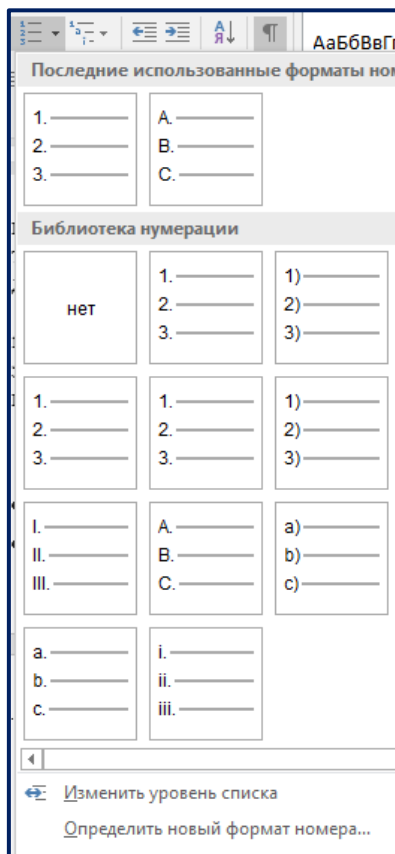 АаБбВвГг
Последние использованные форматы ном
1.
2.
3.
A.
B.
C.
Библиотека нумерации
нет
1.
2.
3.
1)
2)
3)
1.
2.
3.
1.
2.
3.
1)
2)
3)
I.
II.
III.
A.
B.
C.
a)
b)
c)
a.
b.
c.
i.
ii.
iii.
Изменить уровень списка
Определить новый формат номера...